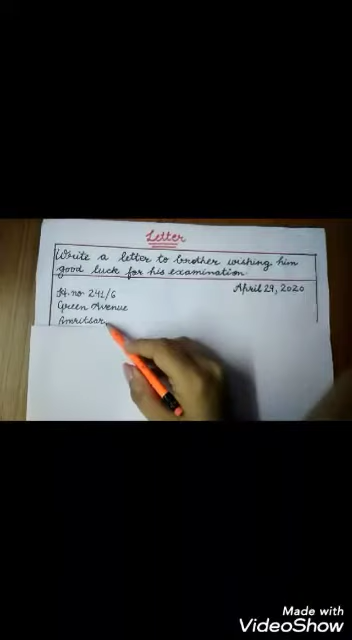 Letter
Write a letter to brother wishing him
good luck for his examination
H.no 241/6
April 29, 2020
Green Avenue
Amritsar
Made with
VideoShow